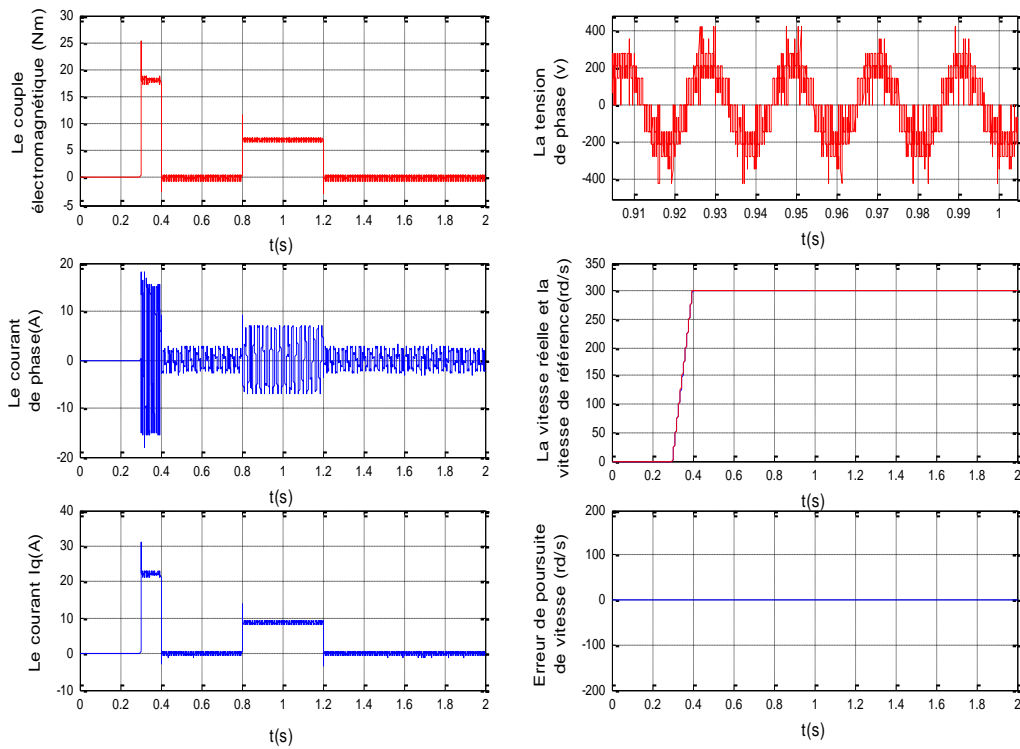 Le couple
électromagnétique (Nm)
30
25
20
15
10
5
0
-5
0 0.2 0.4 0.6 0.8 1 1.2 1.4 1.6 1.8 2
t(s)
La tension
de phase (v)
400
200
0
-200
-400
0.91 0.92 0.93 0.94 0.95 0.96 0.97 0.98 0.99 1
t(s)
Le courant
de phase(A)
20
10
0
-10
-20
0 0.2 0.4 0.6 0.8 1 1.2 1.4 1.6 1.8 2
t(s)
La vitesse réelle et la
vitesse de référence(rd/s)
350
300
250
200
150
100
50
0
0 0.2 0.4 0.6 0.8 1 1.2 1.4 1.6 1.8 2
t(s)
Le courant Iq(A)
40
30
20
10
0
-10
0 0.2 0.4 0.6 0.8 1 1.2 1.4 1.6 1.8 2
t(s)
Erreur de poursuite
de vitesse (rd/s)
200
100
0
-100
-200
0 0.2 0.4 0.6 0.8 1 1.2 1.4 1.6 1.8 2
t(s)